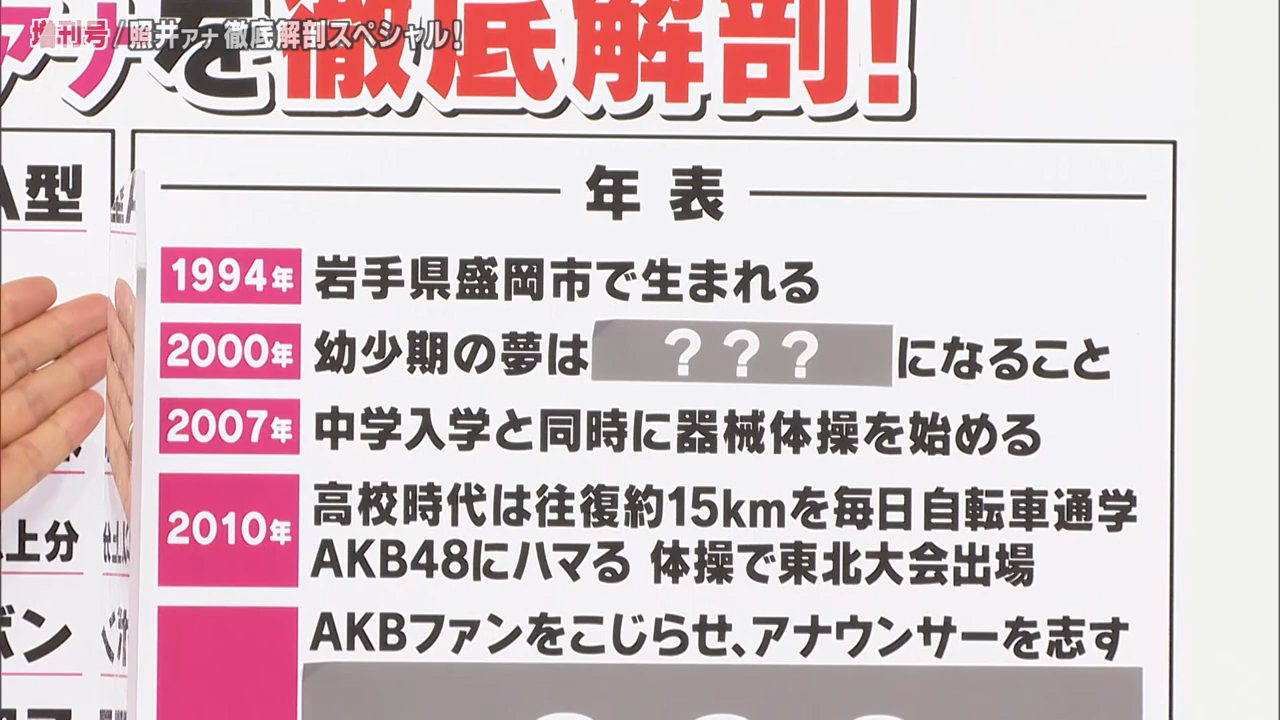 増刊号/照井アナ 徹底解剖スペシャル!
アナを徹底解剖!
A型
年表
1994年 岩手県盛岡市で生まれる
2000年 幼少期の夢は ??? になること
2007年 中学入学と同時に器械体操を始める
2010年 高校時代は往復約15kmを毎日自転車通学
AKB48にハマる 体操で東北大会出場
上分
AKBファンをこじらせ、アナウンサーを志す
ボン